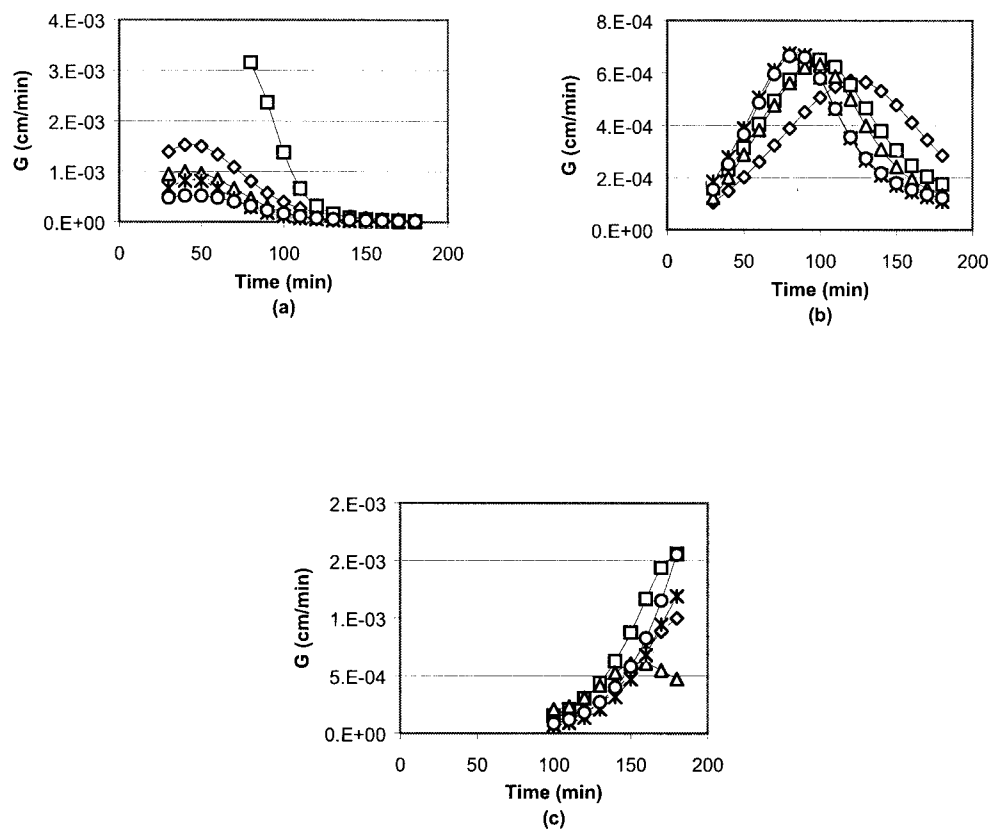 4.E-03
3.E-03
2.E-03
1.E-03
0.E+00
G (cm/min)
0 50 100 150 200
Time (min)
(a)
8.E-04
6.E-04
4.E-04
2.E-04
0.E+00
G (cm/min)
0 50 100 150 200
Time (min)
(b)
2.E-03
2.E-03
1.E-03
5.E-04
0.E+00
G (cm/min)
0 50 100 150 200
Time (min)
(c)